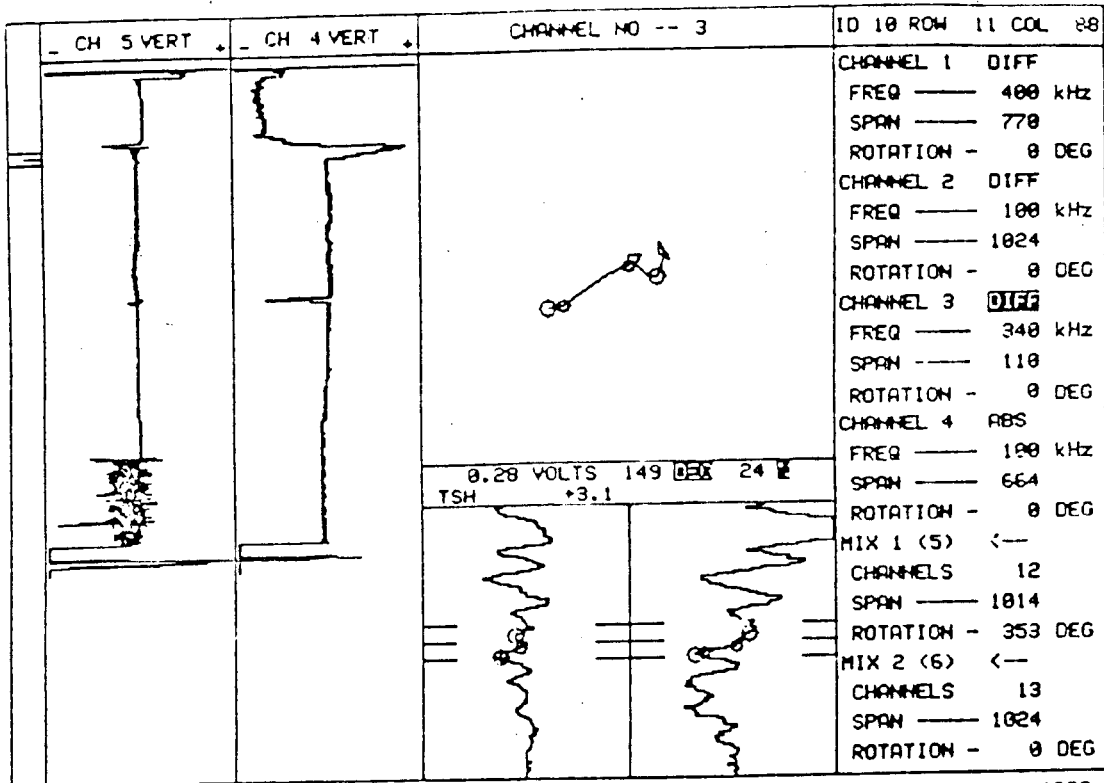 - CH 5 VERT +
- CH 4 VERT +
CHANNEL NO -- 3
ID 10 ROW 11 COL 88
CHANNEL 1 DIFF
FREQ —— 400 kHz
SPAN —— 770
ROTATION - 0 DEG
CHANNEL 2 DIFF
FREQ —— 100 kHz
SPAN —— 1024
ROTATION - 0 DEG
CHANNEL 3 DIFF
FREQ —— 340 kHz
SPAN —— 110
ROTATION - 0 DEG
CHANNEL 4 ABS
FREQ —— 100 kHz
SPAN —— 664
ROTATION - 0 DEG
MIX 1 (5) <--
CHANNELS 12
SPAN —— 1014
ROTATION - 353 DEG
MIX 2 (6) <--
CHANNELS 13
SPAN —— 1024
ROTATION - 0 DEG
0.28 VOLTS 149 DEG 24 %
TSH +3.1